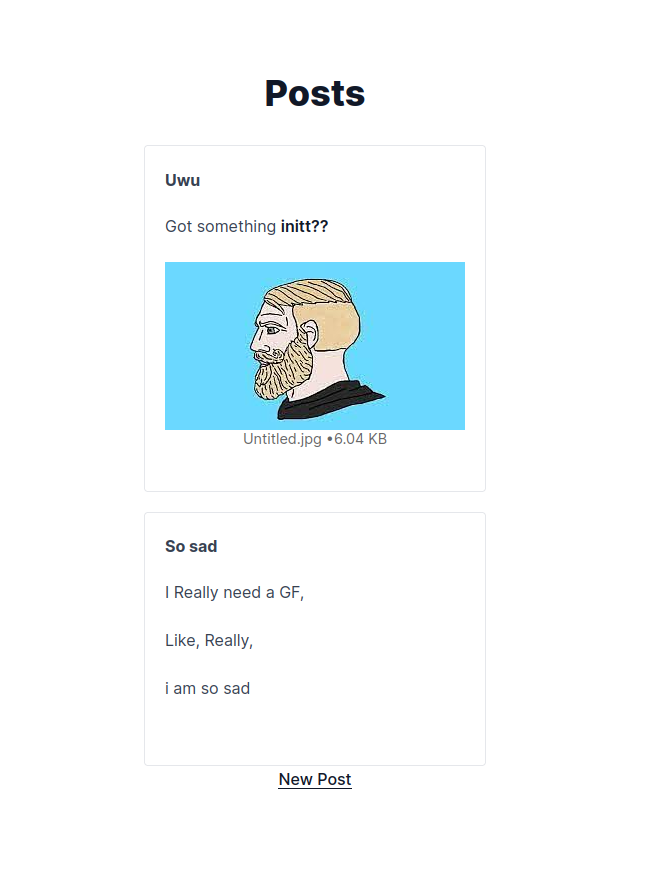 Posts
Uwu
Got something initt??
Untitled.jpg •6.04 KB
So sad
I Really need a GF,
Like, Really,
i am so sad
New Post